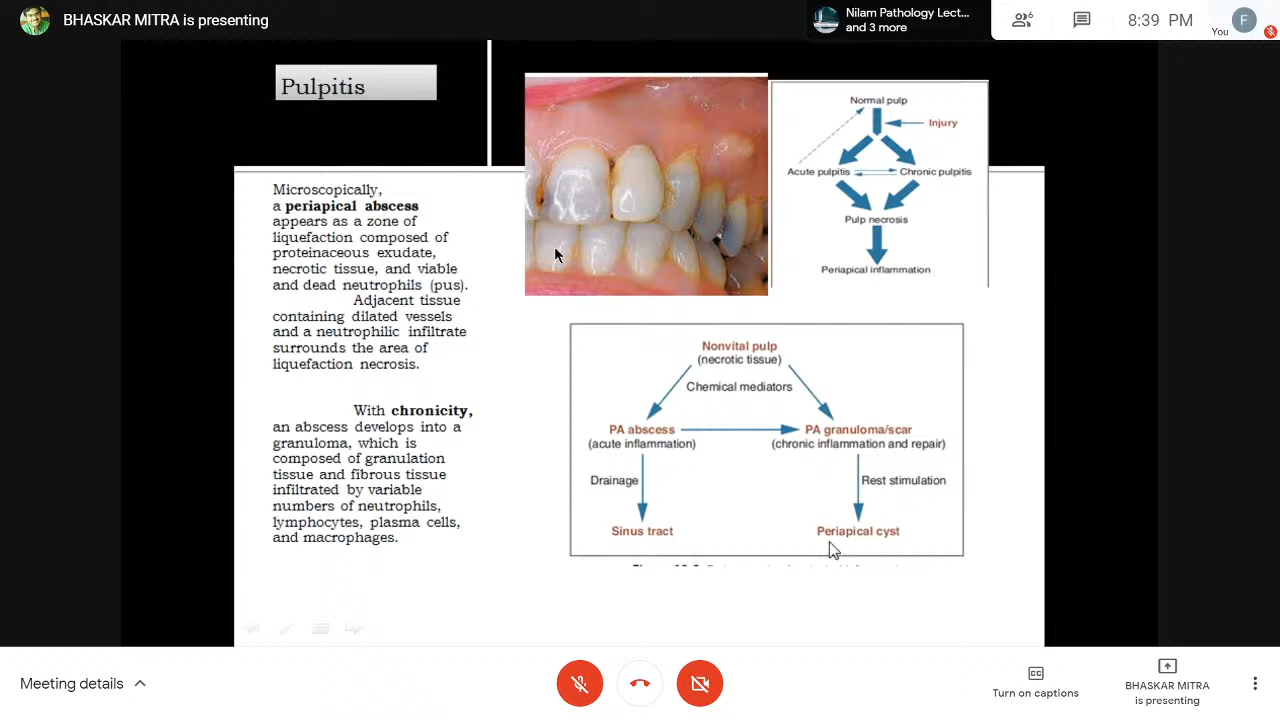 BHASKAR MITRA is presenting
Nilam Pathology Lect...
and 3 more
6
8:39 PM
You
F
Pulpitis
Microscopically,
a periapical abscess
appears as a zone of
liquefaction composed of
proteinaceous exudate,
necrotic tissue, and viable
and dead neutrophils (pus).
Adjacent tissue
containing dilated vessels
and a neutrophilic infiltrate
surrounds the area of
liquefaction necrosis.
With chronicity,
an abscess develops into a
granuloma, which is
composed of granulation
tissue and fibrous tissue
infiltrated by variable
numbers of neutrophils,
lymphocytes, plasma cells,
and macrophages.
Normal pulp
Injury
Acute pulpitis
Chronic pulpitis
Pulp necrosis
Periapical inflammation
Nonvital pulp
(necrotic tissue)
Chemical mediators
PA abscess
(acute inflammation)
PA granuloma/scar
(chronic inflammation and repair)
Drainage
Rest stimulation
Sinus tract
Periapical cyst
Meeting details
CC
Turn on captions
BHASKAR MITRA
is presenting